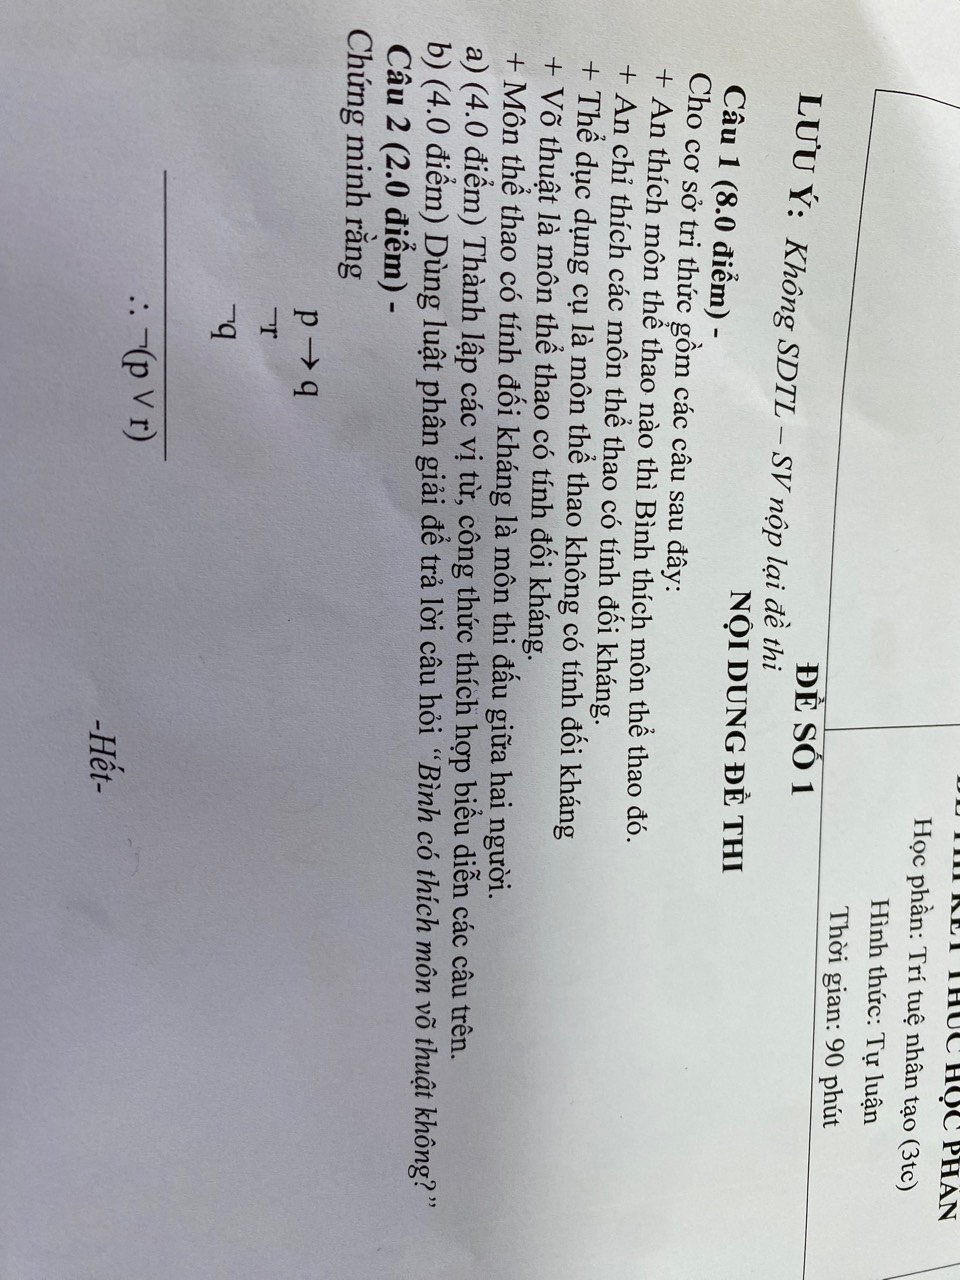 THÚC HỌC PHẦN
Học phần: Trí tuệ nhân tạo (3tc)
Hình thức: Tự luận
Thời gian: 90 phút
ĐỀ SỐ 1
LƯU Ý: Không SDTL – SV nộp lại đề thi
NỘI DUNG ĐỀ THI
Câu 1 (8.0 điểm) -
Cho cơ sở tri thức gồm các câu sau đây:
+ An thích môn thể thao nào thì Bình thích môn thể thao đó.
+ An chỉ thích các môn thể thao có tính đối kháng.
+ Thể dục dụng cụ là môn thể thao không có tính đối kháng
+ Võ thuật là môn thể thao có tính đối kháng.
+ Môn thể thao có tính đối kháng là môn thi đấu giữa hai người.
a) (4.0 điểm) Thành lập các vị từ, công thức thích hợp biểu diễn các câu trên.
b) (4.0 điểm) Dùng luật phân giải để trả lời câu hỏi “Bình có thích môn võ thuật không?”
Câu 2 (2.0 điểm) -
Chứng minh rằng
p → q
¬r
¬q
∴ ¬(p ∨ r)
-Hết-